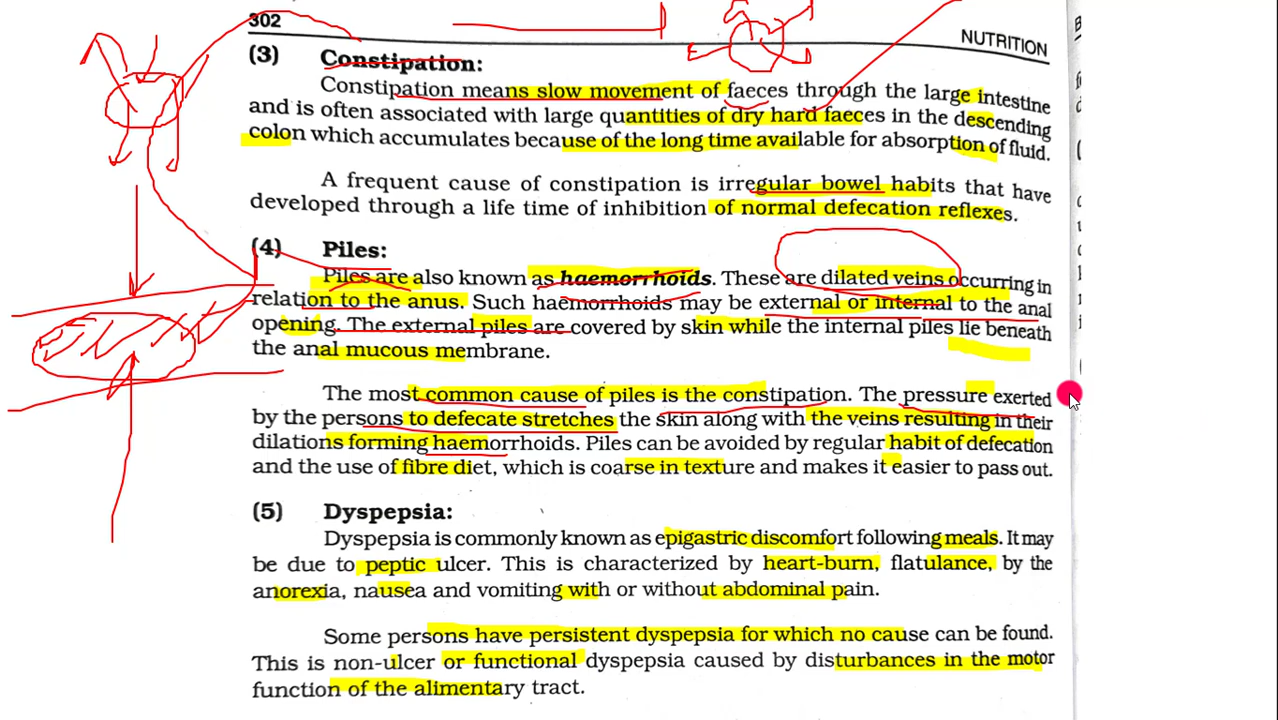 302
NUTRITION
(3) Constipation:
Constipation means slow movement of faeces through the large intestine
and is often associated with large quantities of dry hard faeces in the descending
colon which accumulates because of the long time available for absorption of fluid.
A frequent cause of constipation is irregular bowel habits that have
developed through a life time of inhibition of normal defecation reflexes.
(4) Piles:
Piles are also known as haemorrhoids. These are dilated veins occurring in
relation to the anus. Such haemorrhoids may be external or internal to the anal
opening. The external piles are covered by skin while the internal piles lie beneath
the anal mucous membrane.
The most common cause of piles is the constipation. The pressure exerted
by the persons to defecate stretches the skin along with the veins resulting in their
dilations forming haemorrhoids. Piles can be avoided by regular habit of defecation
and the use of fibre diet, which is coarse in texture and makes it easier to pass out.
(5) Dyspepsia:
Dyspepsia is commonly known as epigastric discomfort following meals. It may
be due to peptic ulcer. This is characterized by heart-burn, flatulance, by the
anorexia, nausea and vomiting with or without abdominal pain.
Some persons have persistent dyspepsia for which no cause can be found.
This is non-ulcer or functional dyspepsia caused by disturbances in the motor
function of the alimentary tract.